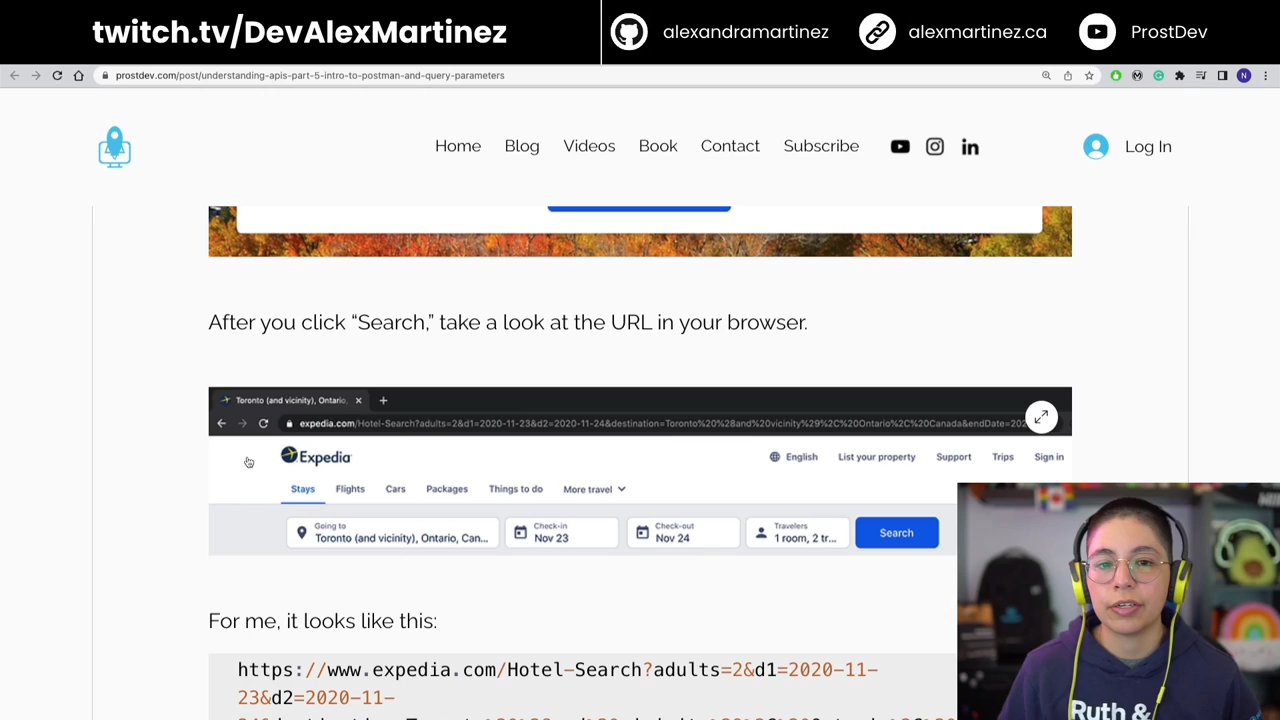 twitch.tv/DevAlexMartinez
alexandramartinez
alexmartinez.ca
ProstDev
prostdev.com/post/understanding-apis-part-5-intro-to-postman-and-query-parameters
N
Home
Blog
Videos
Book
Contact
Subscribe
Log In
After you click “Search,” take a look at the URL in your browser.
Toronto (and vicinity), Ontario,
expedia.com/Hotel-Search?adults=2&d1=2020-11-23&d2=2020-11-24&destination=Toronto%20%28and%20vicinity%29%2C%20Ontario%2C%20Canada&endDate=202
Expedia
English
List your property
Support
Trips
Sign in
Stays
Flights
Cars
Packages
Things to do
More travel
Going to
Toronto (and vicinity), Ontario, Can...
Check-in
Nov 23
Check-out
Nov 24
Travelers
1 room, 2 tr...
Search
For me, it looks like this:
https://www.expedia.com/Hotel-Search?adults=2&d1=2020-11-
23&d2=2020-11-
Ruth &